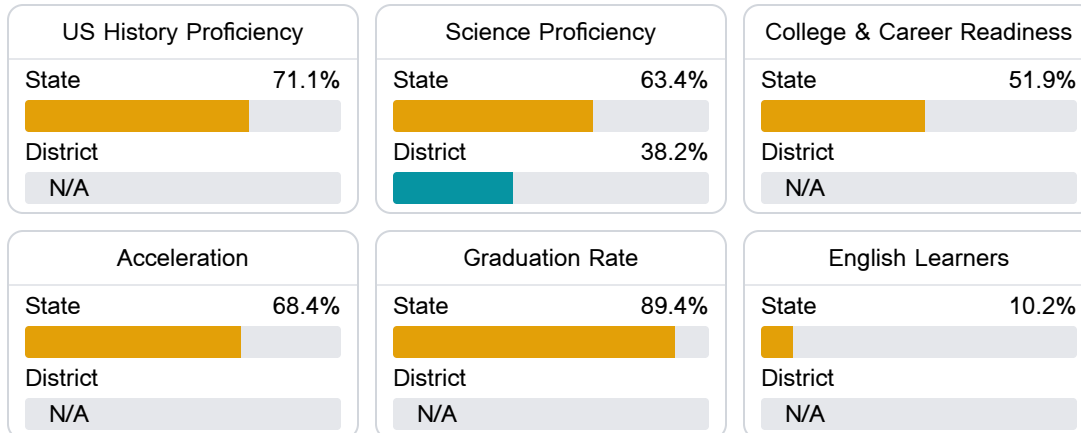 US History Proficiency
State 71.1%
District
N/A
Science Proficiency
State 63.4%
District 38.2%
College & Career Readiness
State 51.9%
District
N/A
Acceleration
State 68.4%
District
N/A
Graduation Rate
State 89.4%
District
N/A
English Learners
State 10.2%
District
N/A